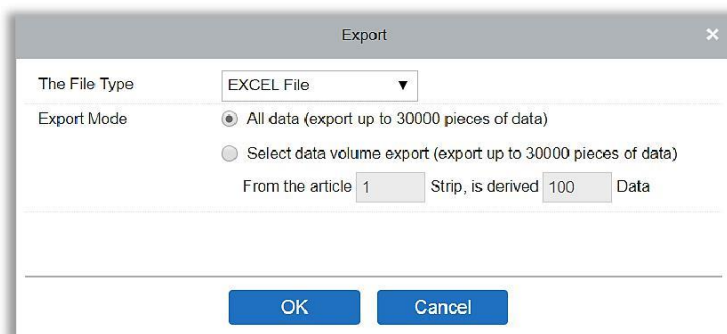 Export
The File Type EXCEL File
Export Mode All data (export up to 30000 pieces of data)
Select data volume export (export up to 30000 pieces of data)
From the article 1 Strip, is derived 100 Data
OK Cancel